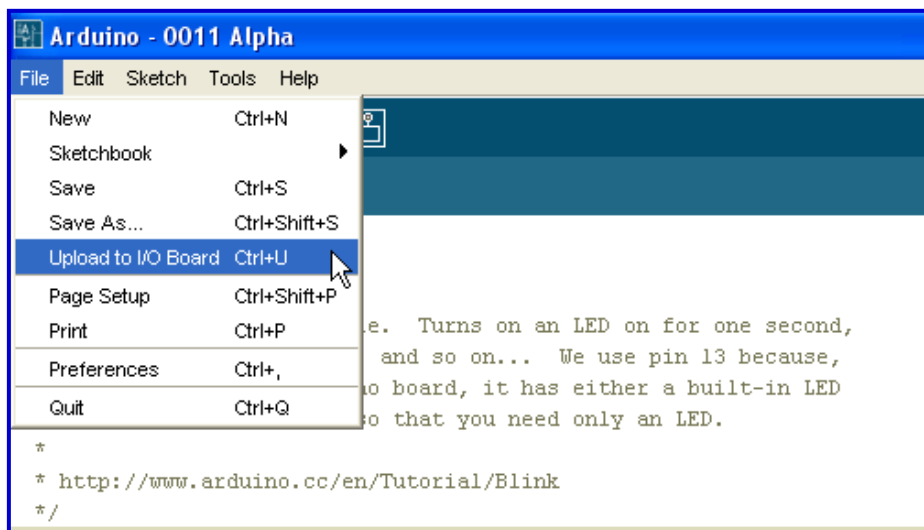 Arduino - 0011 Alpha
File Edit Sketch Tools Help
New Ctrl+N
Sketchbook
Save Ctrl+S
Save As... Ctrl+Shift+S
Upload to I/O Board Ctrl+U
Page Setup Ctrl+Shift+P
Print Ctrl+P
Preferences Ctrl+,
Quit Ctrl+Q
e. Turns on an LED on for one second,
and so on... We use pin 13 because,
o board, it has either a built-in LED
so that you need only an LED.
*
* http://www.arduino.cc/en/Tutorial/Blink
*/